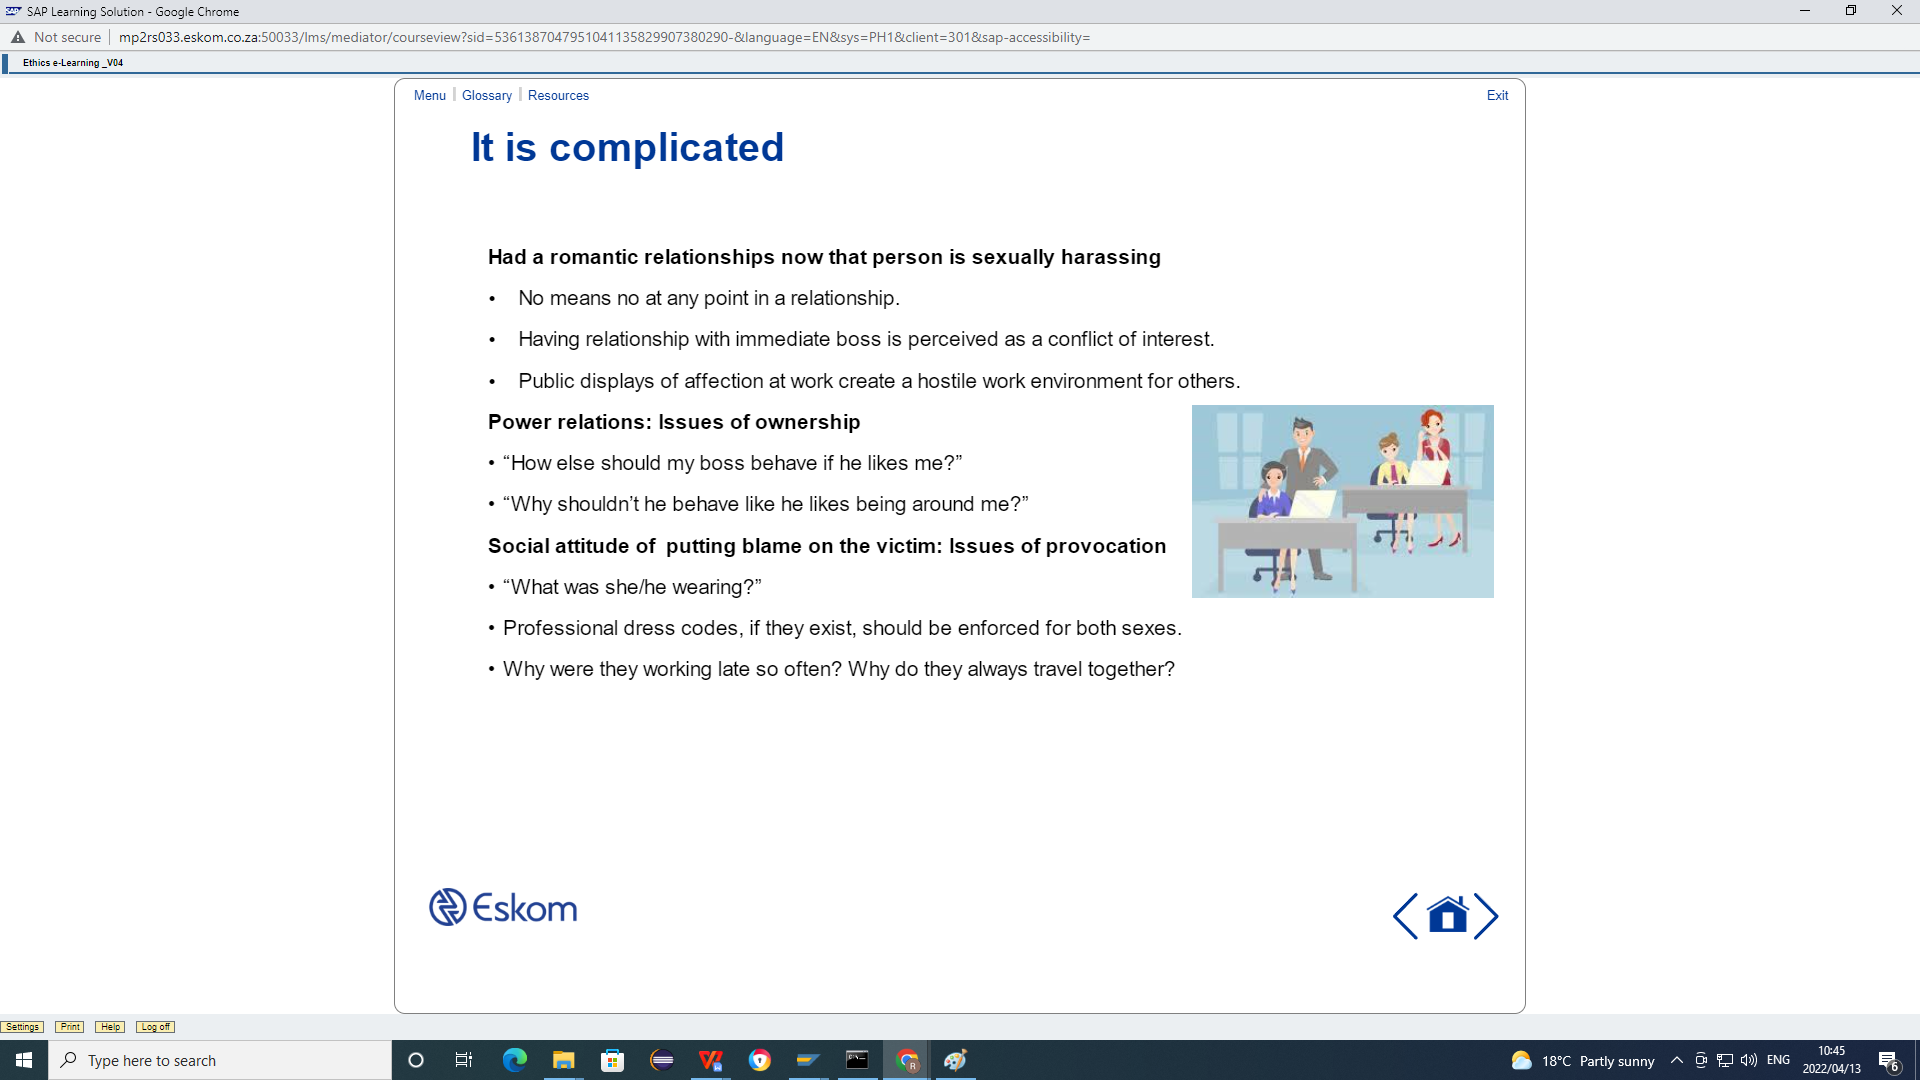 SAP Learning Solution - Google Chrome
Not secure | mp2rs033.eskom.co.za:50033/lms/mediator/courseview?sid=5361387047951041135829907380290-&language=EN&sys=PH1&client=301&sap-accessibility=
Ethics e-Learning _V04
Menu | Glossary | Resources
Exit
It is complicated
Had a romantic relationships now that person is sexually harassing
• No means no at any point in a relationship.
• Having relationship with immediate boss is perceived as a conflict of interest.
• Public displays of affection at work create a hostile work environment for others.
Power relations: Issues of ownership
• “How else should my boss behave if he likes me?”
• “Why shouldn’t he behave like he likes being around me?”
Social attitude of putting blame on the victim: Issues of provocation
• “What was she/he wearing?”
• Professional dress codes, if they exist, should be enforced for both sexes.
• Why were they working late so often? Why do they always travel together?
Eskom
Settings Print Help Log off
Type here to search
18°C Partly sunny
ENG
10:45
2022/04/13
6